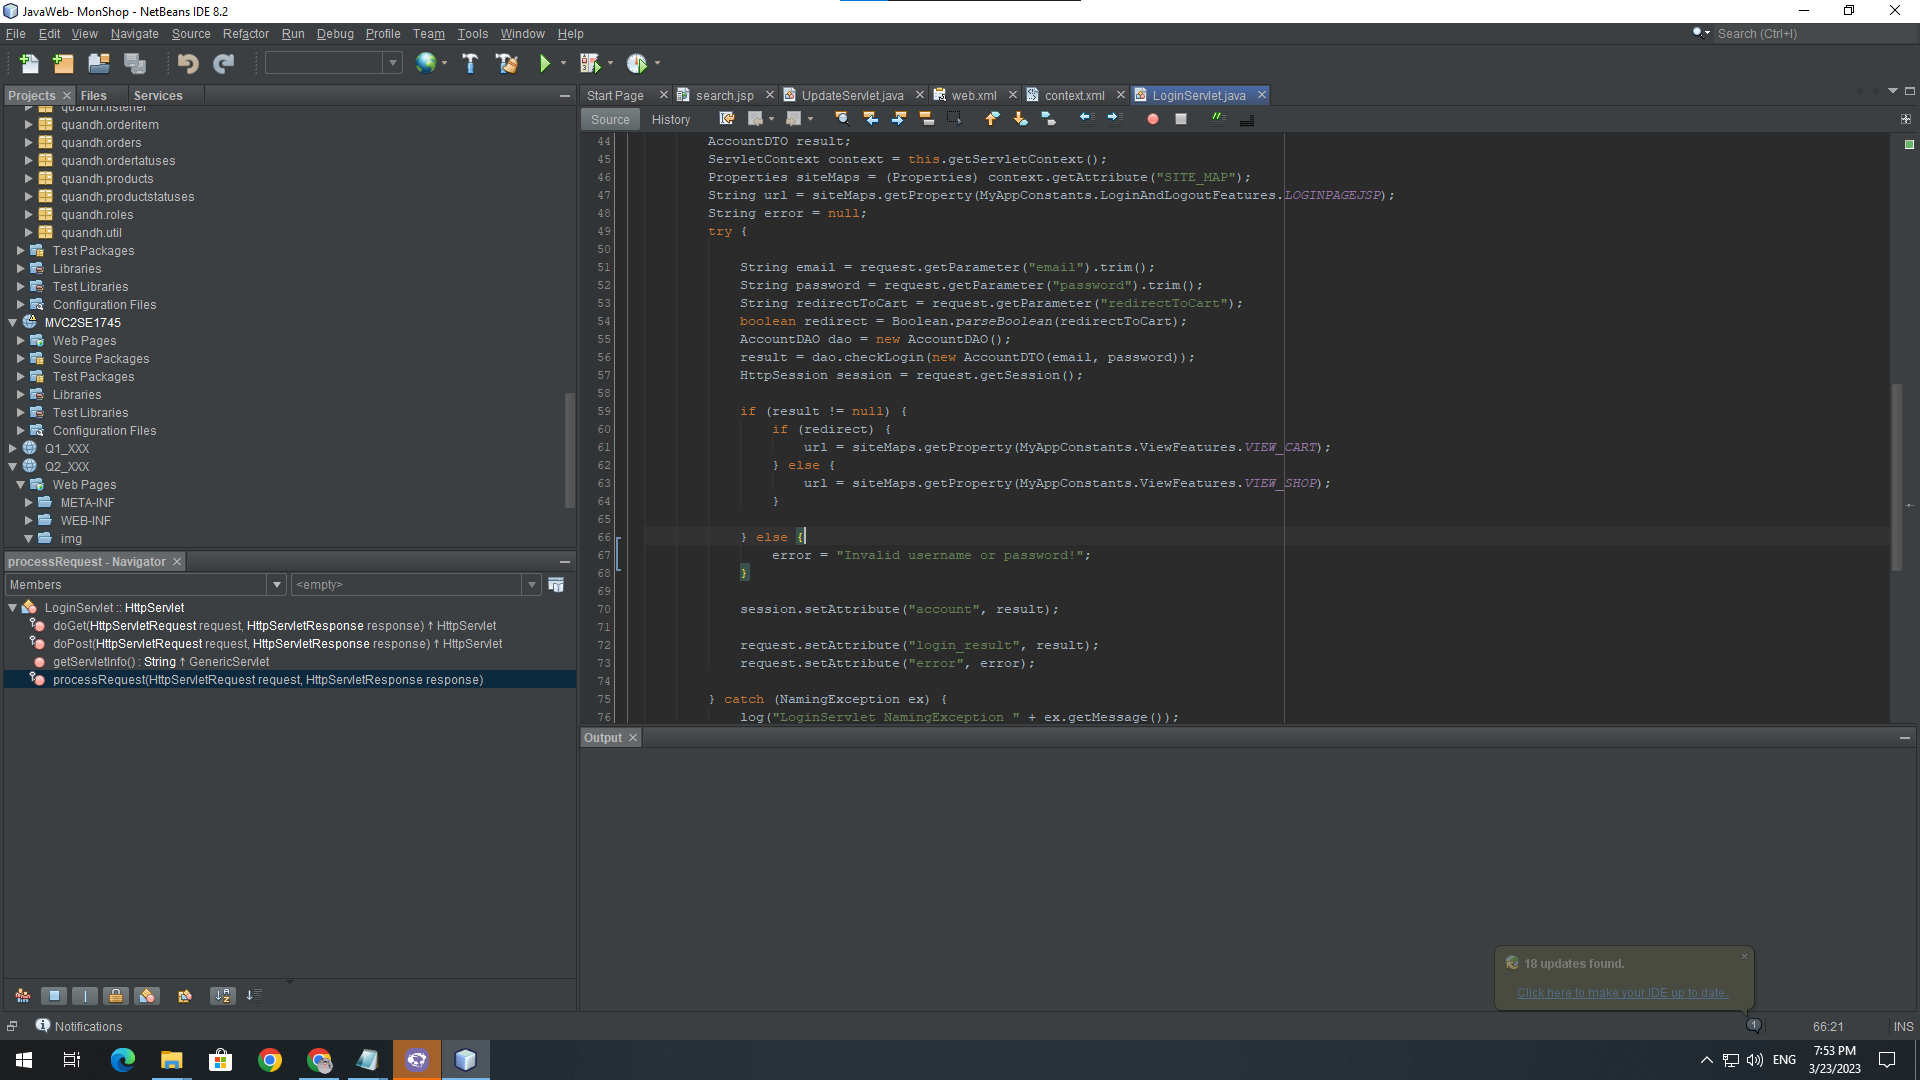 JavaWeb- MonShop - NetBeans IDE 8.2
File Edit View Navigate Source Refactor Run Debug Profile Team Tools Window Help
Search (Ctrl+I)
Projects Files Services
quandh.listener
quandh.orderitem
quandh.orders
quandh.ordertatuses
quandh.products
quandh.productstatuses
quandh.roles
quandh.util
Test Packages
Libraries
Test Libraries
Configuration Files
MVC2SE1745
Web Pages
Source Packages
Test Packages
Libraries
Test Libraries
Configuration Files
Q1_XXX
Q2_XXX
Web Pages
META-INF
WEB-INF
img
processRequest - Navigator
Members <empty>
LoginServlet :: HttpServlet
doGet(HttpServletRequest request, HttpServletResponse response) ↑ HttpServlet
doPost(HttpServletRequest request, HttpServletResponse response) ↑ HttpServlet
getServletInfo() : String ↑ GenericServlet
processRequest(HttpServletRequest request, HttpServletResponse response)
Start Page search.jsp UpdateServlet.java web.xml context.xml LoginServlet.java
Source History
44 AccountDTO result;
45 ServletContext context = this.getServletContext();
46 Properties siteMaps = (Properties) context.getAttribute("SITE_MAP");
47 String url = siteMaps.getProperty(MyAppConstants.LoginAndLogoutFeatures.LOGINPAGEJSP);
48 String error = null;
49 try {
50
51 String email = request.getParameter("email").trim();
52 String password = request.getParameter("password").trim();
53 String redirectToCart = request.getParameter("redirectToCart");
54 boolean redirect = Boolean.parseBoolean(redirectToCart);
55 AccountDAO dao = new AccountDAO();
56 result = dao.checkLogin(new AccountDTO(email, password));
57 HttpSession session = request.getSession();
58
59 if (result != null) {
60 if (redirect) {
61 url = siteMaps.getProperty(MyAppConstants.ViewFeatures.VIEW_CART);
62 } else {
63 url = siteMaps.getProperty(MyAppConstants.ViewFeatures.VIEW_SHOP);
64 }
65
66 } else {
67 error = "Invalid username or password!";
68 }
69
70 session.setAttribute("account", result);
71
72 request.setAttribute("login_result", result);
73 request.setAttribute("error", error);
74
75 } catch (NamingException ex) {
76 log("LoginServlet NamingException " + ex.getMessage());
Output
18 updates found.
Click here to make your IDE up to date.
Notifications
1
66:21 INS
ENG
7:53 PM
3/23/2023